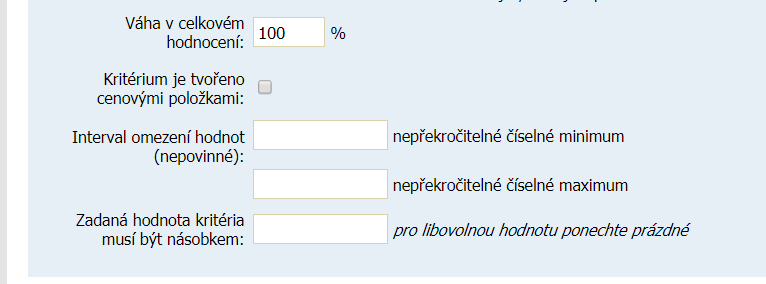 Váha v celkovém
hodnocení: 100 %
Kritérium je tvořeno
cenovými položkami:
Interval omezení hodnot
(nepovinné):
nepřekročitelné číselné minimum
nepřekročitelné číselné maximum
Zadaná hodnota kritéria
musí být násobkem:
pro libovolnou hodnotu ponechte prázdné